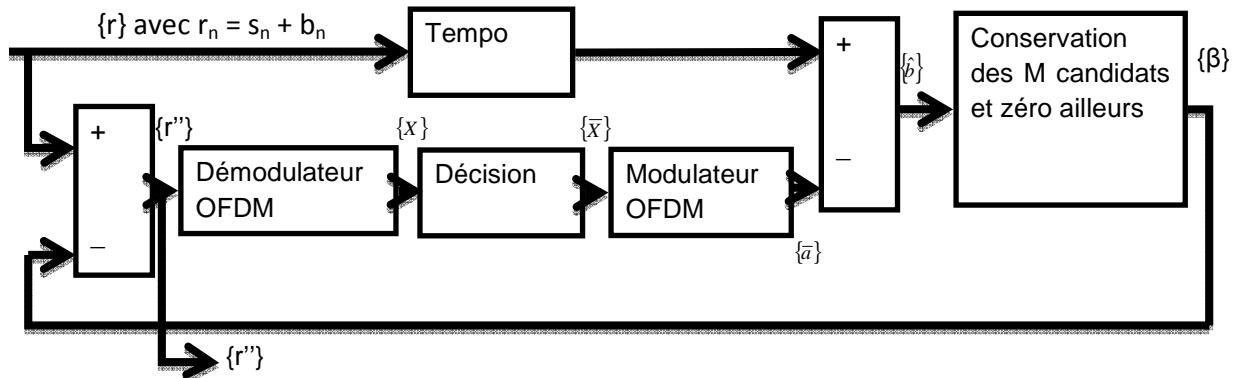 {r} avec rₙ = sₙ + bₙ
Tempo
+
−
{b̂}
Conservation
des M candidats
et zéro ailleurs
{β}
+
−
{r’’}
Démodulateur
OFDM
{X}
Décision
{X̅}
Modulateur
OFDM
{a̅}
{r’’}